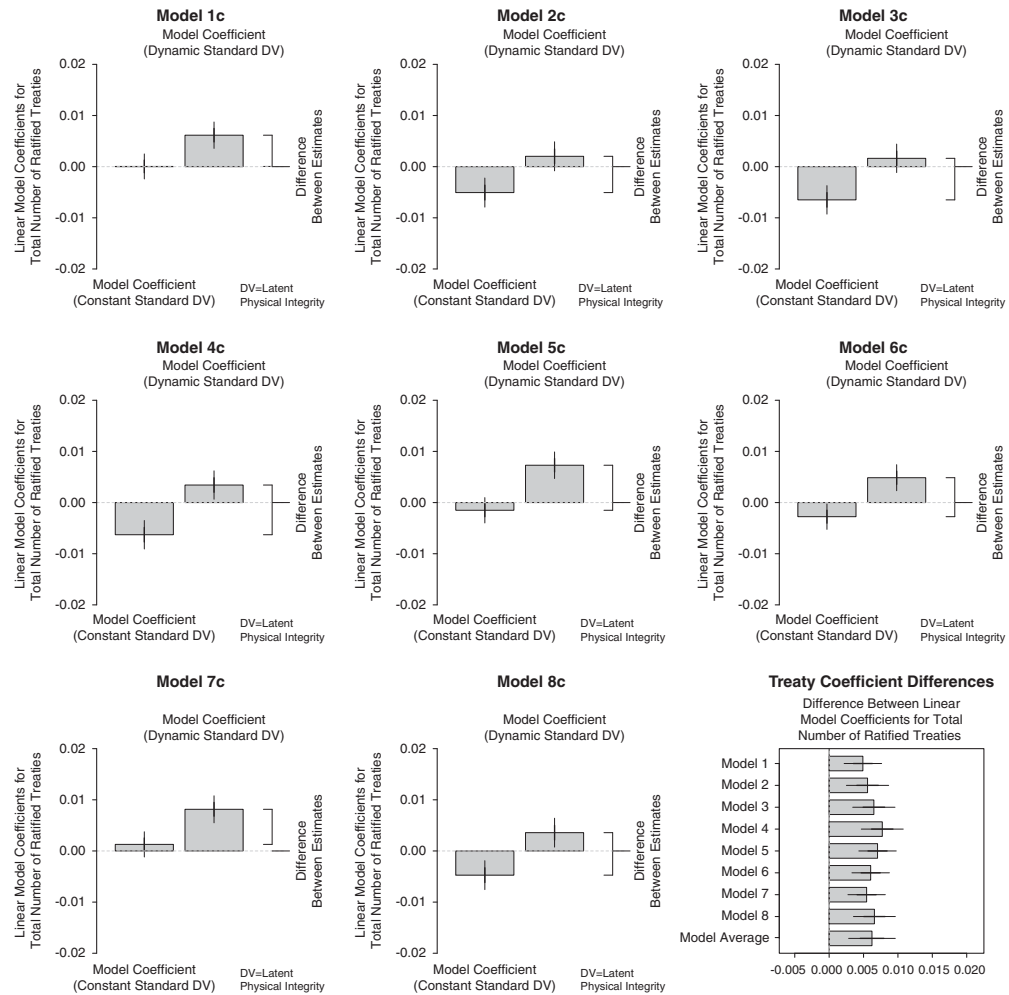 Model 1c
Model Coefficient
(Dynamic Standard DV)
Linear Model Coefficients for
Total Number of Ratified Treaties
0.02
0.01
0.00
-0.01
-0.02
Difference
Between Estimates
Model Coefficient
(Constant Standard DV)
DV=Latent
Physical Integrity
Model 2c
Model Coefficient
(Dynamic Standard DV)
Linear Model Coefficients for
Total Number of Ratified Treaties
0.02
0.01
0.00
-0.01
-0.02
Difference
Between Estimates
Model Coefficient
(Constant Standard DV)
DV=Latent
Physical Integrity
Model 3c
Model Coefficient
(Dynamic Standard DV)
Linear Model Coefficients for
Total Number of Ratified Treaties
0.02
0.01
0.00
-0.01
-0.02
Difference
Between Estimates
Model Coefficient
(Constant Standard DV)
DV=Latent
Physical Integrity
Model 4c
Model Coefficient
(Dynamic Standard DV)
Linear Model Coefficients for
Total Number of Ratified Treaties
0.02
0.01
0.00
-0.01
-0.02
Difference
Between Estimates
Model Coefficient
(Constant Standard DV)
DV=Latent
Physical Integrity
Model 5c
Model Coefficient
(Dynamic Standard DV)
Linear Model Coefficients for
Total Number of Ratified Treaties
0.02
0.01
0.00
-0.01
-0.02
Difference
Between Estimates
Model Coefficient
(Constant Standard DV)
DV=Latent
Physical Integrity
Model 6c
Model Coefficient
(Dynamic Standard DV)
Linear Model Coefficients for
Total Number of Ratified Treaties
0.02
0.01
0.00
-0.01
-0.02
Difference
Between Estimates
Model Coefficient
(Constant Standard DV)
DV=Latent
Physical Integrity
Model 7c
Model Coefficient
(Dynamic Standard DV)
Linear Model Coefficients for
Total Number of Ratified Treaties
0.02
0.01
0.00
-0.01
-0.02
Difference
Between Estimates
Model Coefficient
(Constant Standard DV)
DV=Latent
Physical Integrity
Model 8c
Model Coefficient
(Dynamic Standard DV)
Linear Model Coefficients for
Total Number of Ratified Treaties
0.02
0.01
0.00
-0.01
-0.02
Difference
Between Estimates
Model Coefficient
(Constant Standard DV)
DV=Latent
Physical Integrity
Treaty Coefficient Differences
Difference Between Linear
Model Coefficients for Total
Number of Ratified Treaties
Model 1
Model 2
Model 3
Model 4
Model 5
Model 6
Model 7
Model 8
Model Average
-0.005 0.000 0.005 0.010 0.015 0.020